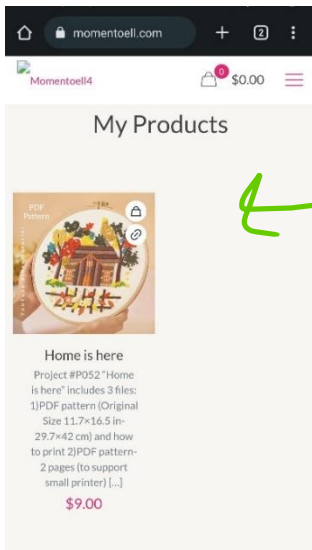 momentoell.com
2
Momentoell4
0
$0.00
My Products
PDF
Pattern
Home is here
Project #P052 "Home
is here" includes 3 files:
1)PDF pattern (Original
Size 11.7×16.5 in-
29.7×42 cm) and how
to print 2)PDF pattern-
2 pages (to support
small printer) [...]
$9.00